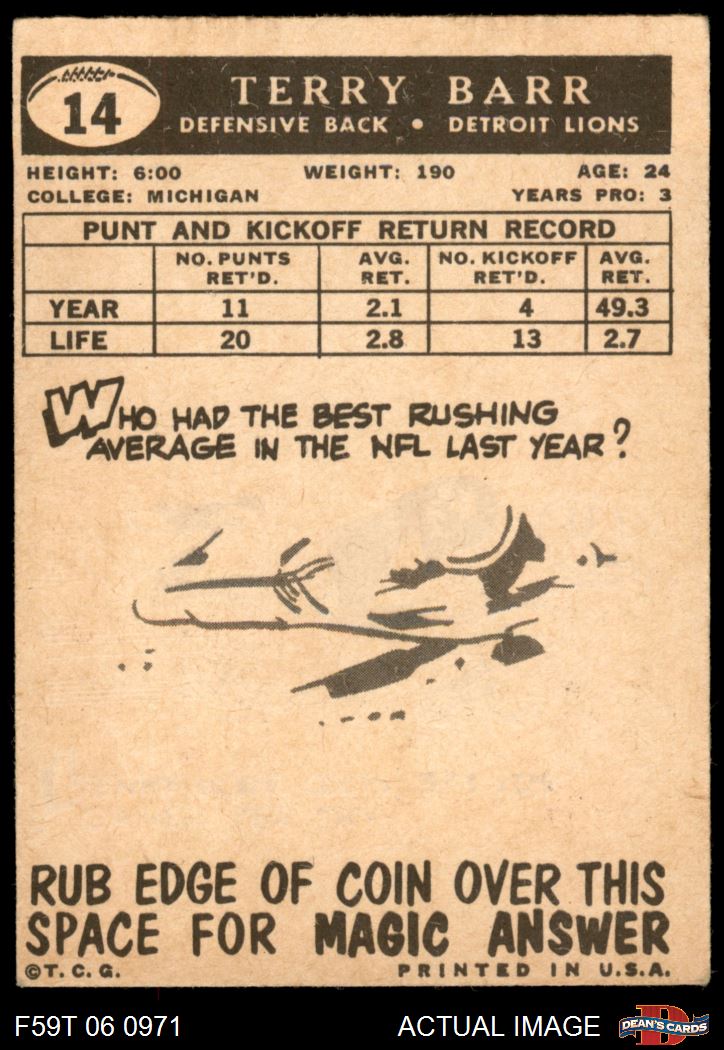 14
TERRY BARR
DEFENSIVE BACK • DETROIT LIONS
HEIGHT: 6:00 WEIGHT: 190 AGE: 24
COLLEGE: MICHIGAN YEARS PRO: 3
PUNT AND KICKOFF RETURN RECORD
NO. PUNTS RET'D. AVG. RET. NO. KICKOFF RET'D. AVG. RET.
YEAR 11 2.1 4 49.3
LIFE 20 2.8 13 2.7
WHO HAD THE BEST RUSHING
AVERAGE IN THE NFL LAST YEAR?
RUB EDGE OF COIN OVER THIS
SPACE FOR MAGIC ANSWER
©T.C.G. PRINTED IN U.S.A.
F59T 06 0971 ACTUAL IMAGE D DEAN'S CARDS